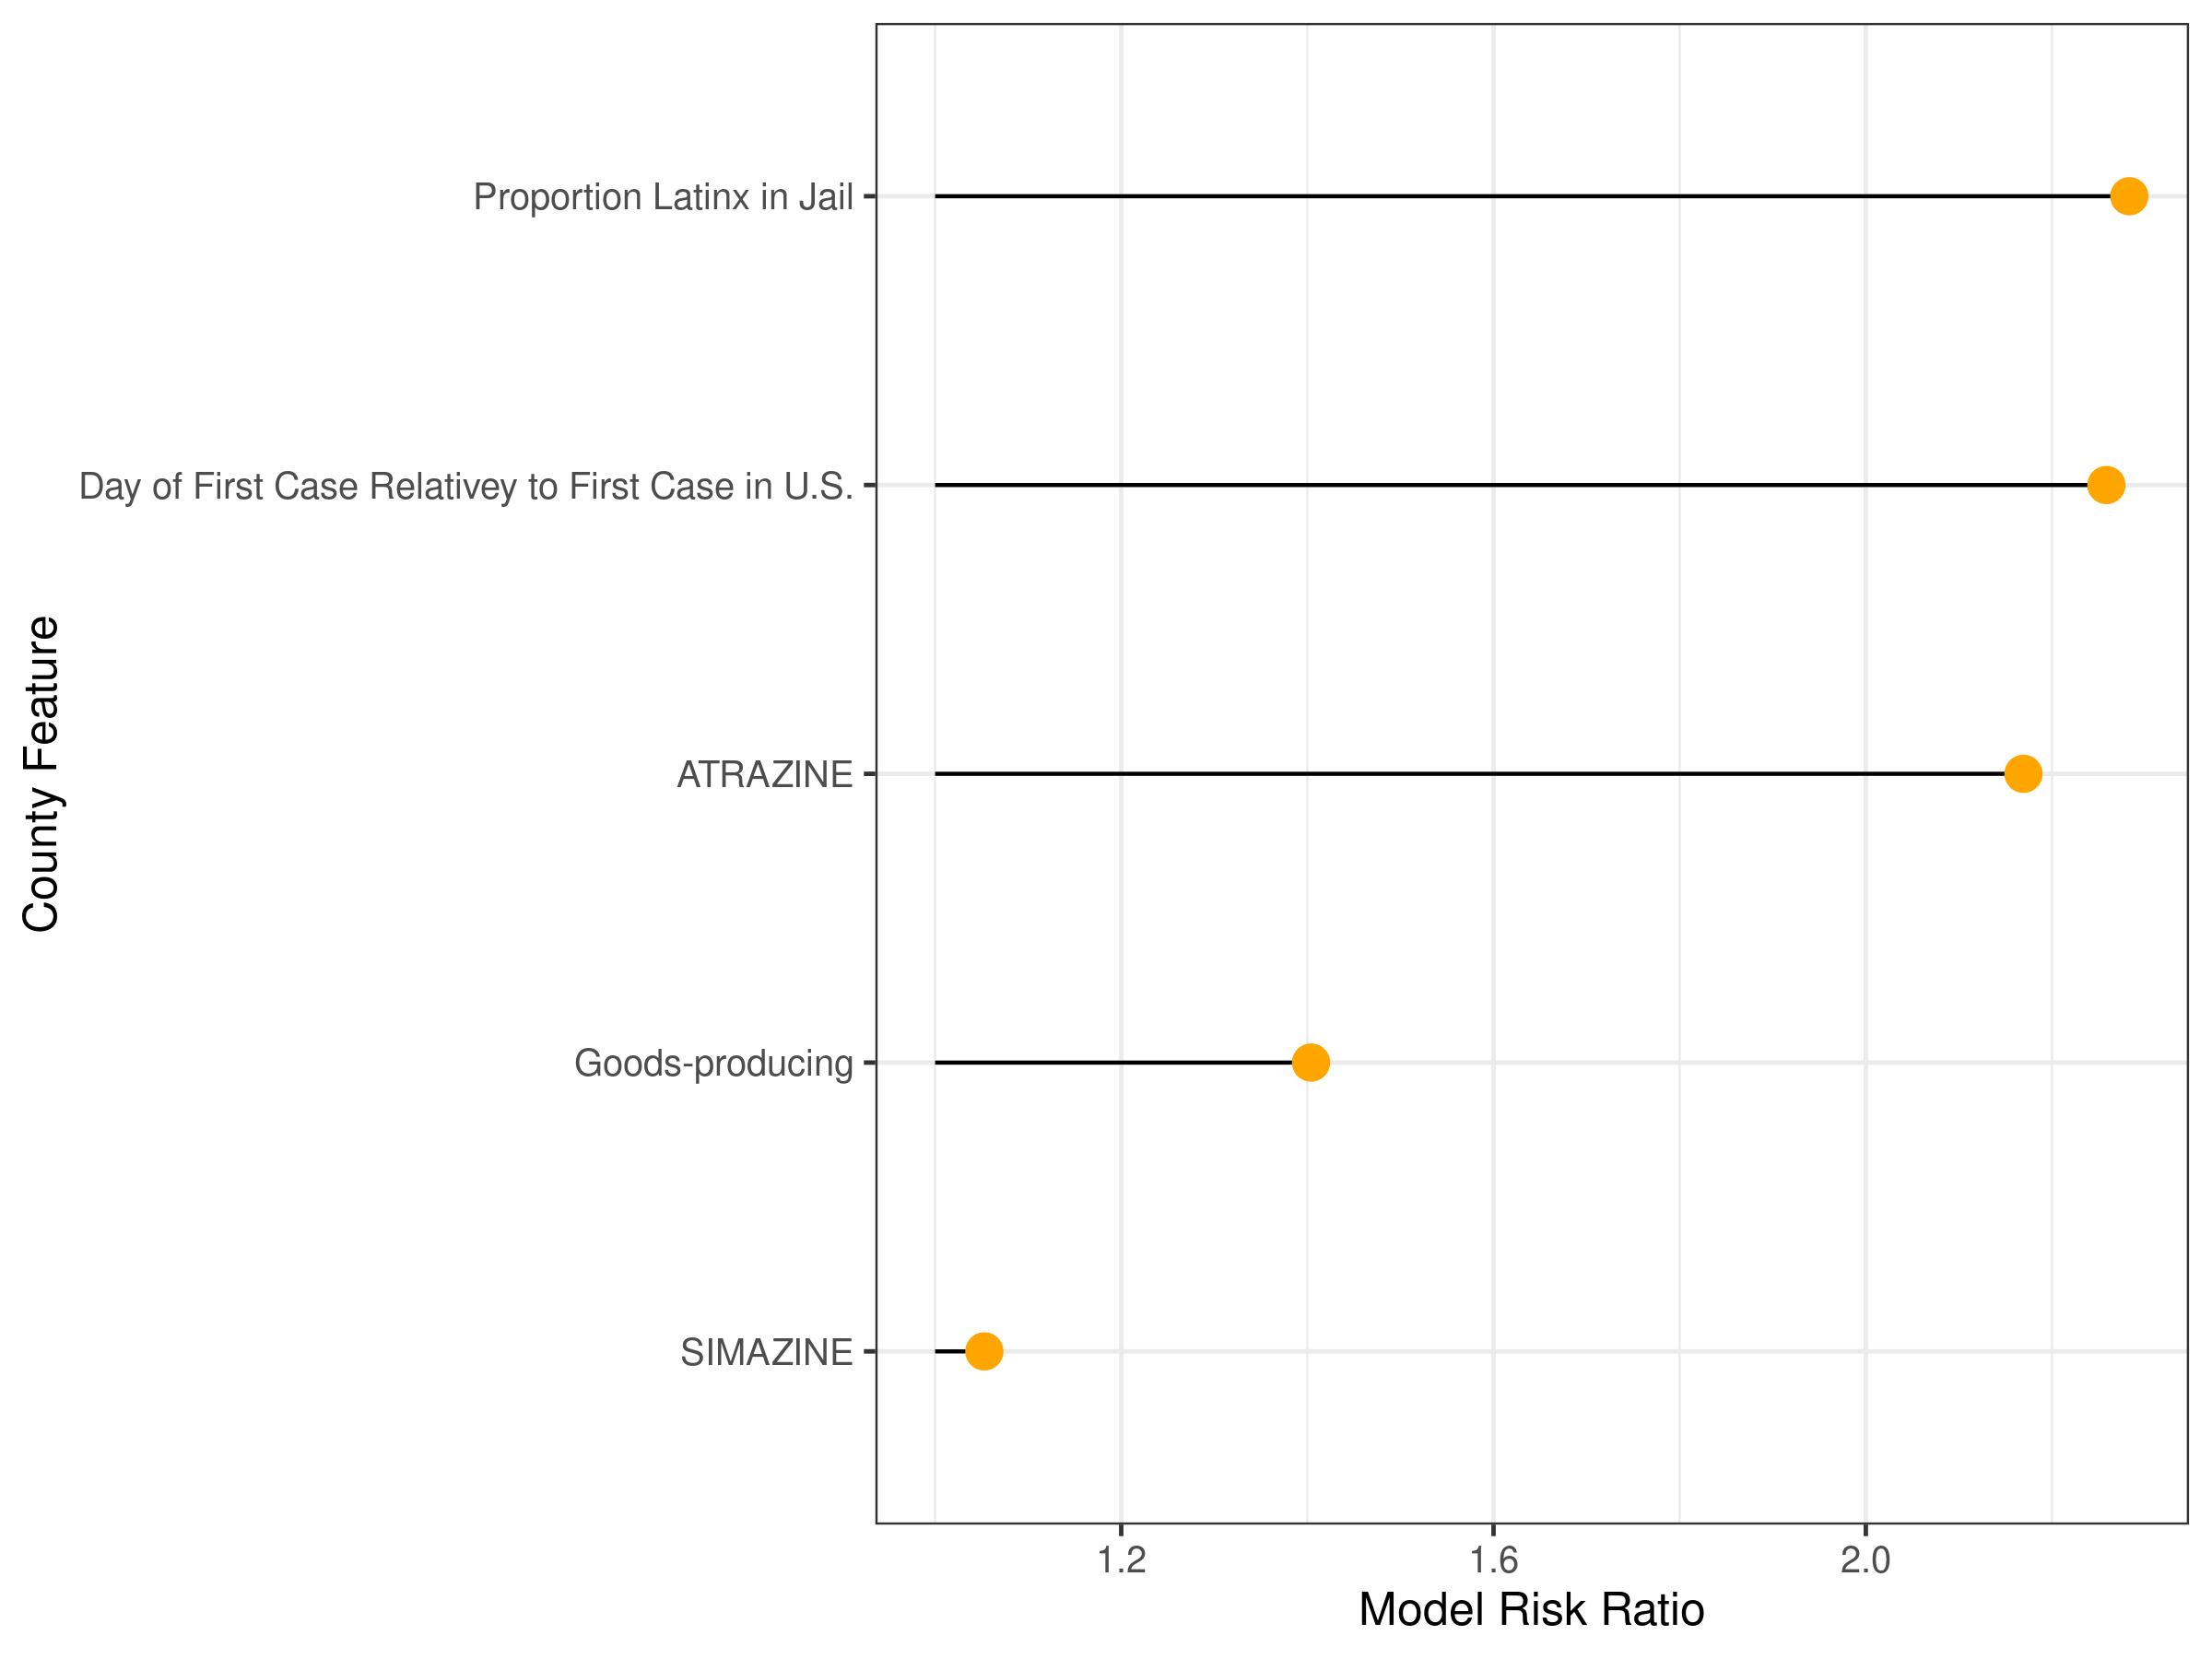 Proportion Latinx in Jail
Day of First Case Relativey to First Case in U.S.
ATRAZINE
Goods-producing
SIMAZINE
County Feature
1.2
1.6
2.0
Model Risk Ratio